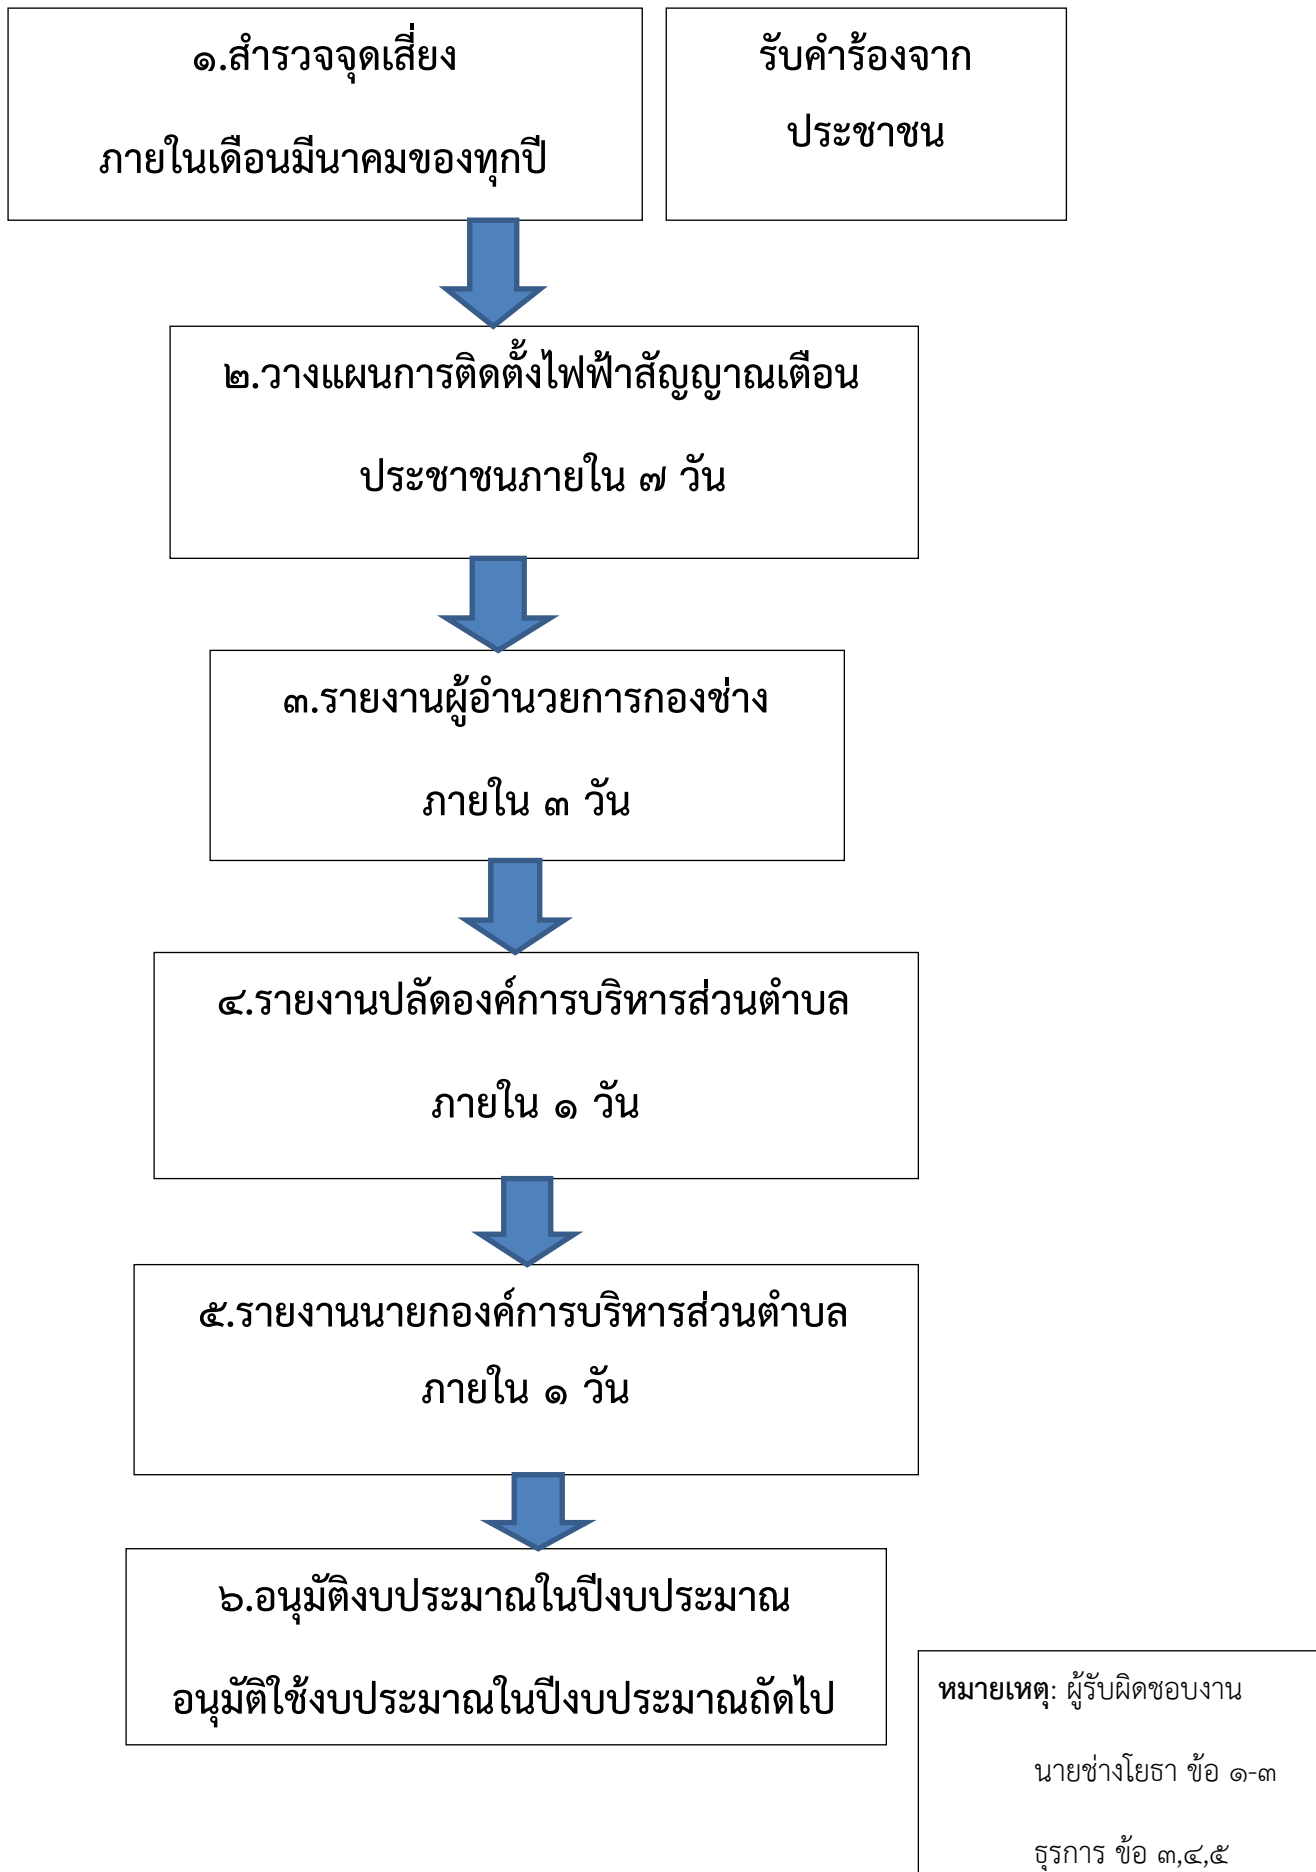 ๑.สำรวจจุดเสี่ยง
ภายในเดือนมีนาคมของทุกปี
รับคำร้องจาก
ประชาชน
๒.วางแผนการติดตั้งไฟฟ้าสัญญาณเตือน
ประชาชนภายใน ๗ วัน
๓.รายงานผู้อำนวยการกองช่าง
ภายใน ๓ วัน
๔.รายงานปลัดองค์การบริหารส่วนตำบล
ภายใน ๑ วัน
๕.รายงานนายกองค์การบริหารส่วนตำบล
ภายใน ๑ วัน
๖.อนุมัติงบประมาณในปีงบประมาณ
อนุมัติใช้งบประมาณในปีงบประมาณถัดไป
หมายเหตุ: ผู้รับผิดชอบงาน
นายช่างโยธา ข้อ ๑-๓
ธุรการ ข้อ ๓,๔,๕